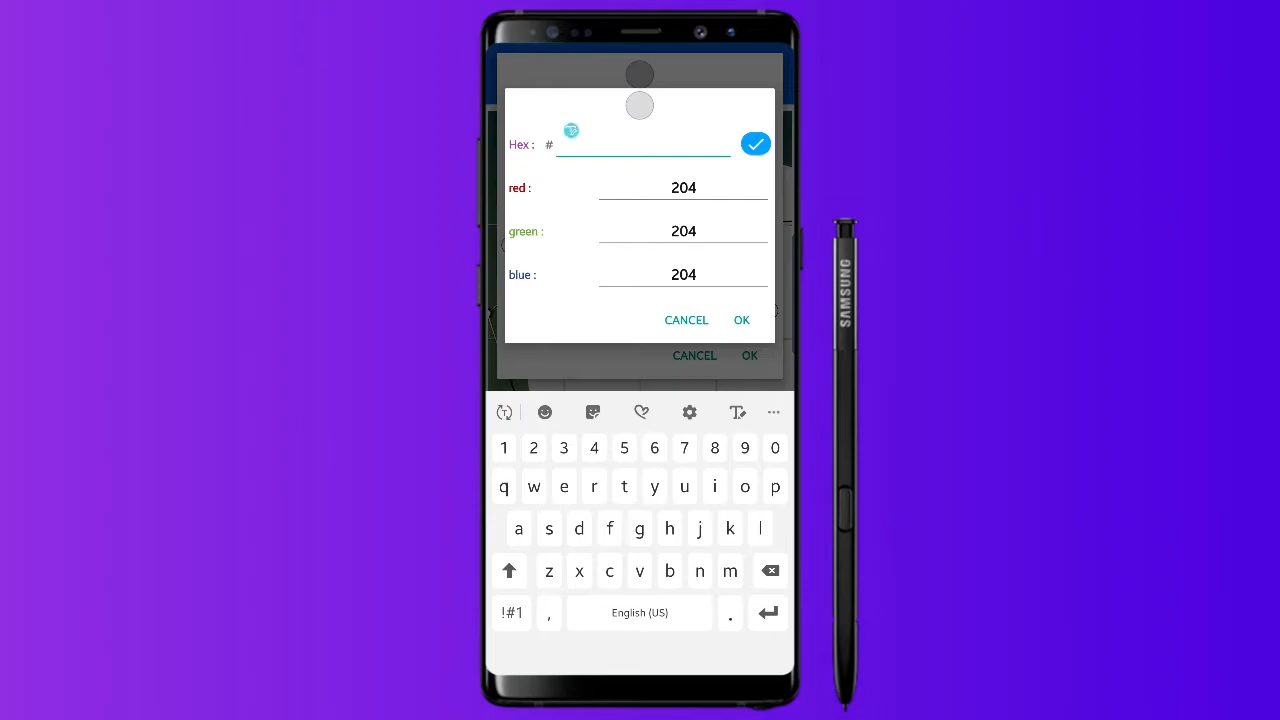 Hex : #
red : 204
green : 204
blue : 204
CANCEL OK
CANCEL OK
1 2 3 4 5 6 7 8 9 0
q w e r t y u i o p
a s d f g h j k l
z x c v b n m
!#1 , English (US) .
SAMSUNG